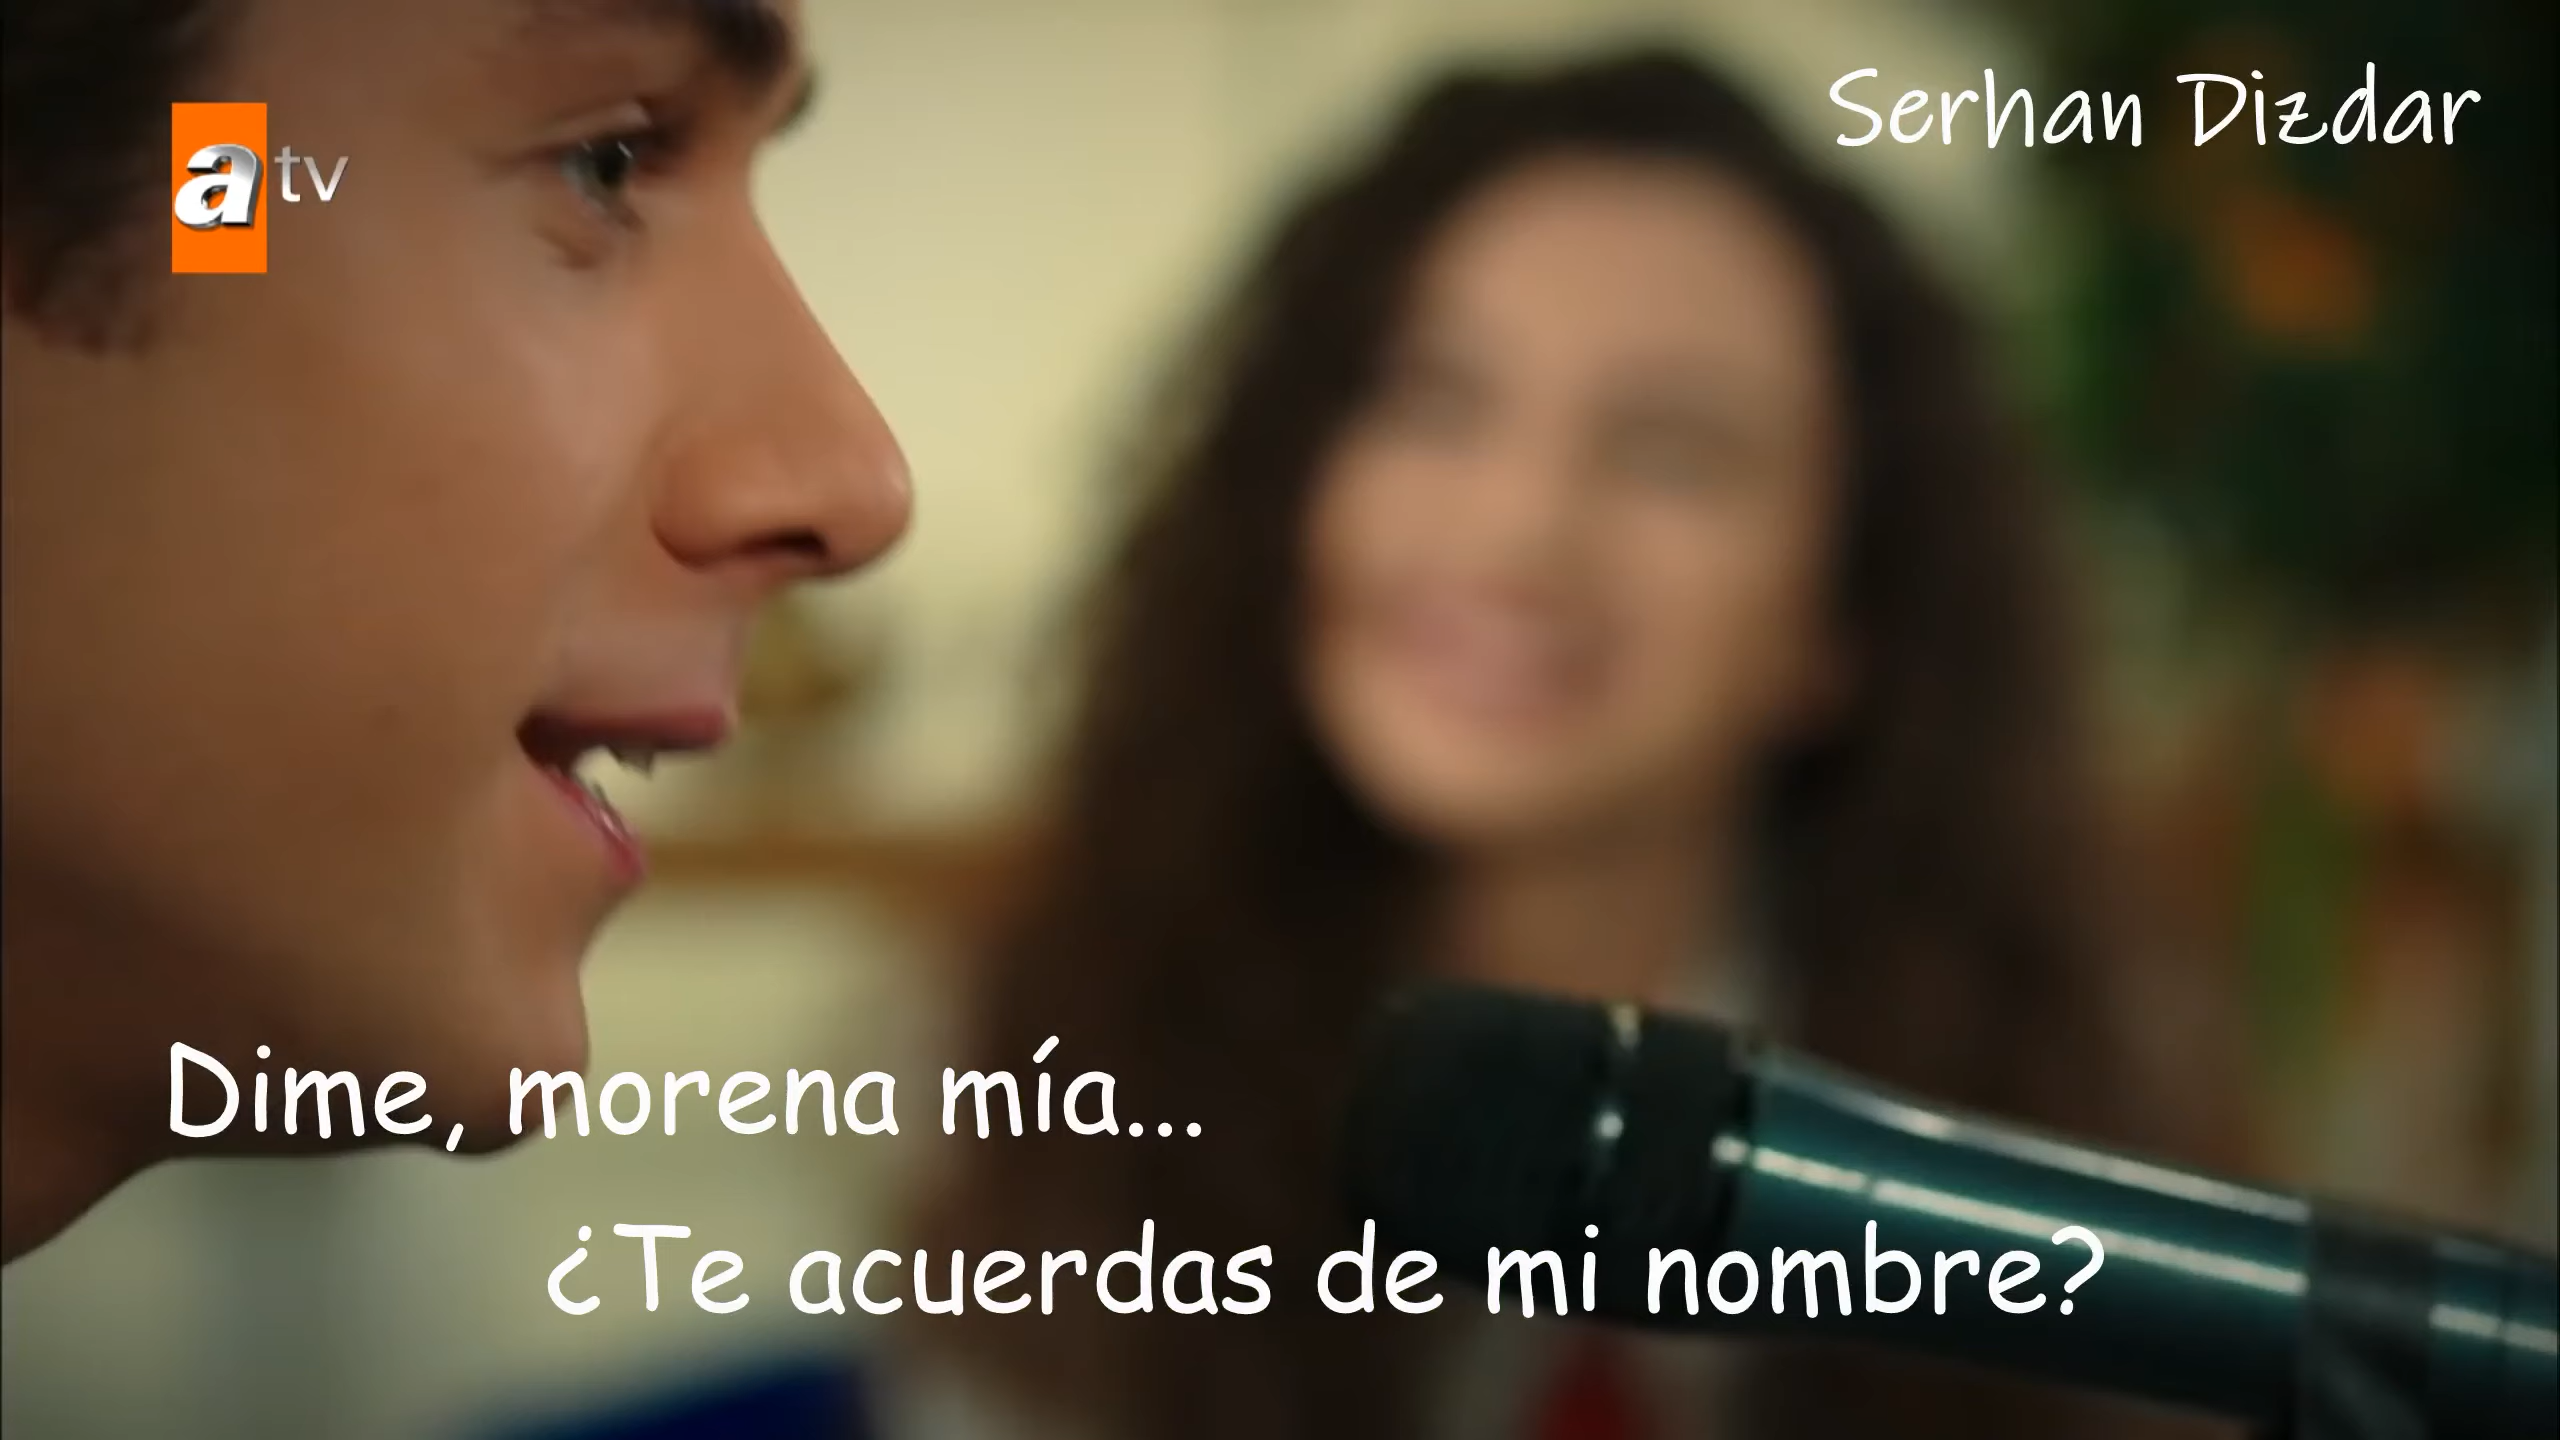 Serhan Dizdar
atv
Dime, morena mía...
¿Te acuerdas de mi nombre?